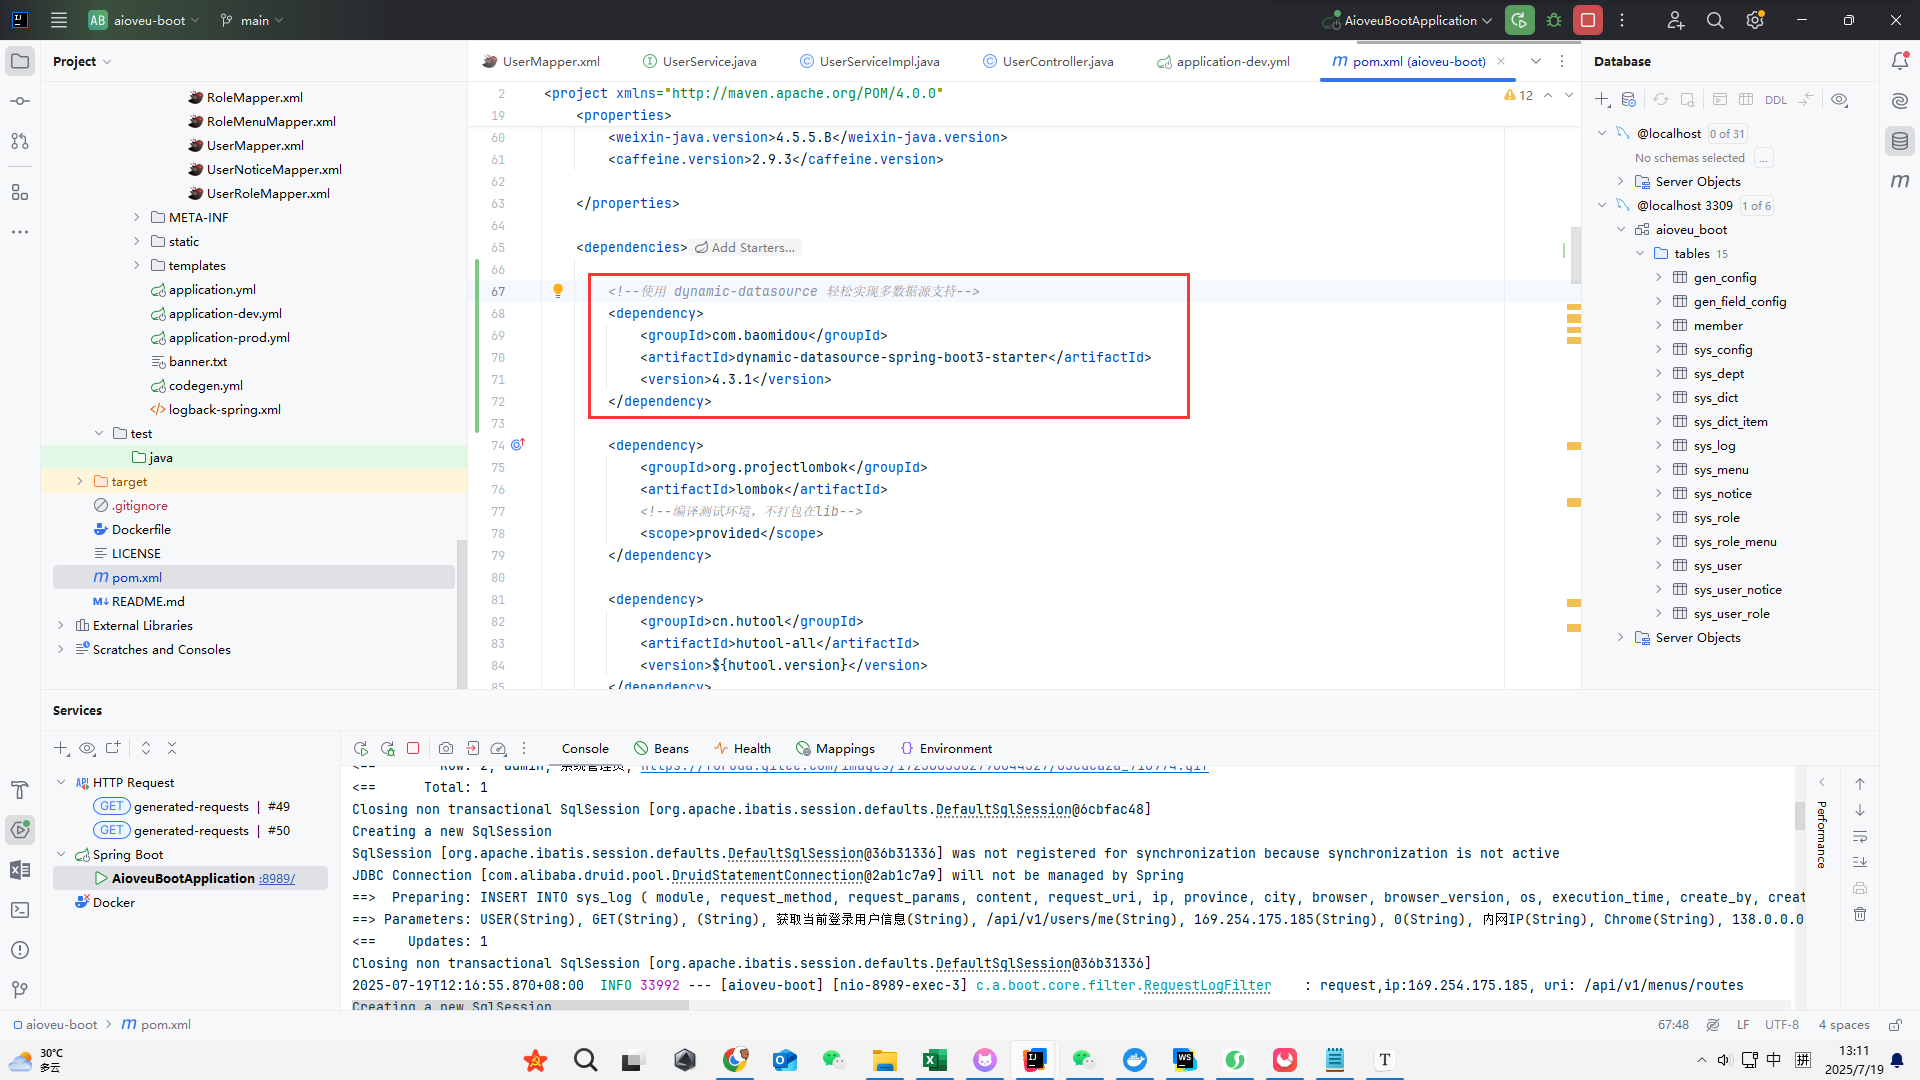 AB aioveu-boot main AioveuBootApplication
Project
UserMapper.xml UserService.java UserServiceImpl.java UserController.java application-dev.yml pom.xml (aioveu-boot)
Database
RoleMapper.xml
RoleMenuMapper.xml
UserMapper.xml
UserNoticeMapper.xml
UserRoleMapper.xml
META-INF
static
templates
application.yml
application-dev.yml
application-prod.yml
banner.txt
codegen.yml
logback-spring.xml
test
java
target
.gitignore
Dockerfile
LICENSE
pom.xml
README.md
External Libraries
Scratches and Consoles
2 <project xmlns="http://maven.apache.org/POM/4.0.0"
12
19 <properties>
60 <weixin-java.version>4.5.5.B</weixin-java.version>
61 <caffeine.version>2.9.3</caffeine.version>
62
63 </properties>
64
65 <dependencies> Add Starters...
66
67 <!--使用 dynamic-datasource 轻松实现多数据源支持-->
68 <dependency>
69 <groupId>com.baomidou</groupId>
70 <artifactId>dynamic-datasource-spring-boot3-starter</artifactId>
71 <version>4.3.1</version>
72 </dependency>
73
74 <dependency>
75 <groupId>org.projectlombok</groupId>
76 <artifactId>lombok</artifactId>
77 <!--编译测试环境，不打包在lib-->
78 <scope>provided</scope>
79 </dependency>
80
81 <dependency>
82 <groupId>cn.hutool</groupId>
83 <artifactId>hutool-all</artifactId>
84 <version>${hutool.version}</version>
85 </dependency>
DDL
@localhost 0 of 31
No schemas selected ...
Server Objects
@localhost 3309 1 of 6
aioveu_boot
tables 15
gen_config
gen_field_config
member
sys_config
sys_dept
sys_dict
sys_dict_item
sys_log
sys_menu
sys_notice
sys_role
sys_role_menu
sys_user
sys_user_notice
sys_user_role
Server Objects
Services
HTTP Request
GET generated-requests | #49
GET generated-requests | #50
Spring Boot
AioveuBootApplication :8989/
Docker
Console Beans Health Mappings Environment
<== Total: 1
Closing non transactional SqlSession [org.apache.ibatis.session.defaults.DefaultSqlSession@6cbfac48]
Creating a new SqlSession
SqlSession [org.apache.ibatis.session.defaults.DefaultSqlSession@36b31336] was not registered for synchronization because synchronization is not active
JDBC Connection [com.alibaba.druid.pool.DruidStatementConnection@2ab1c7a9] will not be managed by Spring
==> Preparing: INSERT INTO sys_log ( module, request_method, request_params, content, request_uri, ip, province, city, browser, browser_version, os, execution_time, create_by, creat
==> Parameters: USER(String), GET(String), (String), 获取当前登录用户信息(String), /api/v1/users/me(String), 169.254.175.185(String), 0(String), 内网IP(String), Chrome(String), 138.0.0.0
<== Updates: 1
Closing non transactional SqlSession [org.apache.ibatis.session.defaults.DefaultSqlSession@36b31336]
2025-07-19T12:16:55.870+08:00 INFO 33992 --- [aioveu-boot] [nio-8989-exec-3] c.a.boot.core.filter.RequestLogFilter : request,ip:169.254.175.185, uri: /api/v1/menus/routes
Creating a new SqlSession
Performance
aioveu-boot > pom.xml
67:48 LF UTF-8 4 spaces
30℃
多云
中 拼
13:11
2025/7/19